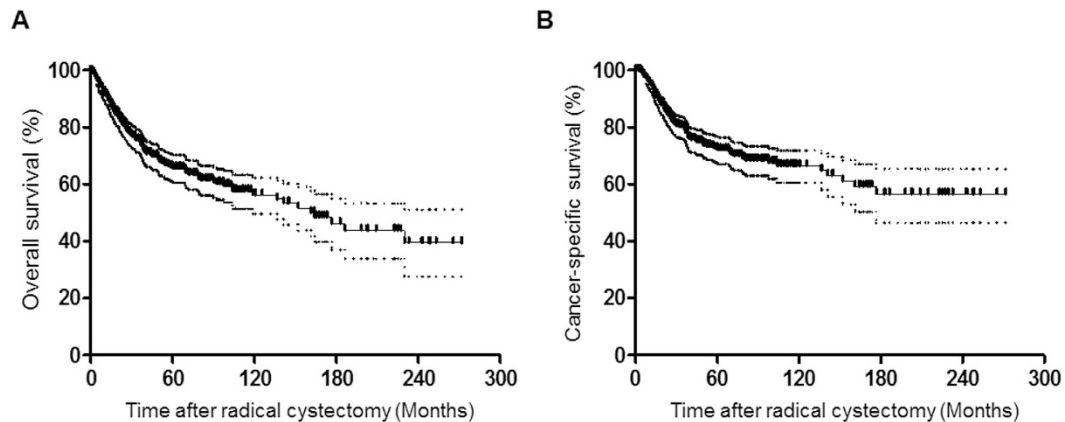 A
Overall survival (%)
100
80
60
40
20
0
0 60 120 180 240 300
Time after radical cystectomy (Months)
B
Cancer-specific survival (%)
100
80
60
40
20
0
0 60 120 180 240 300
Time after radical cystectomy (Months)